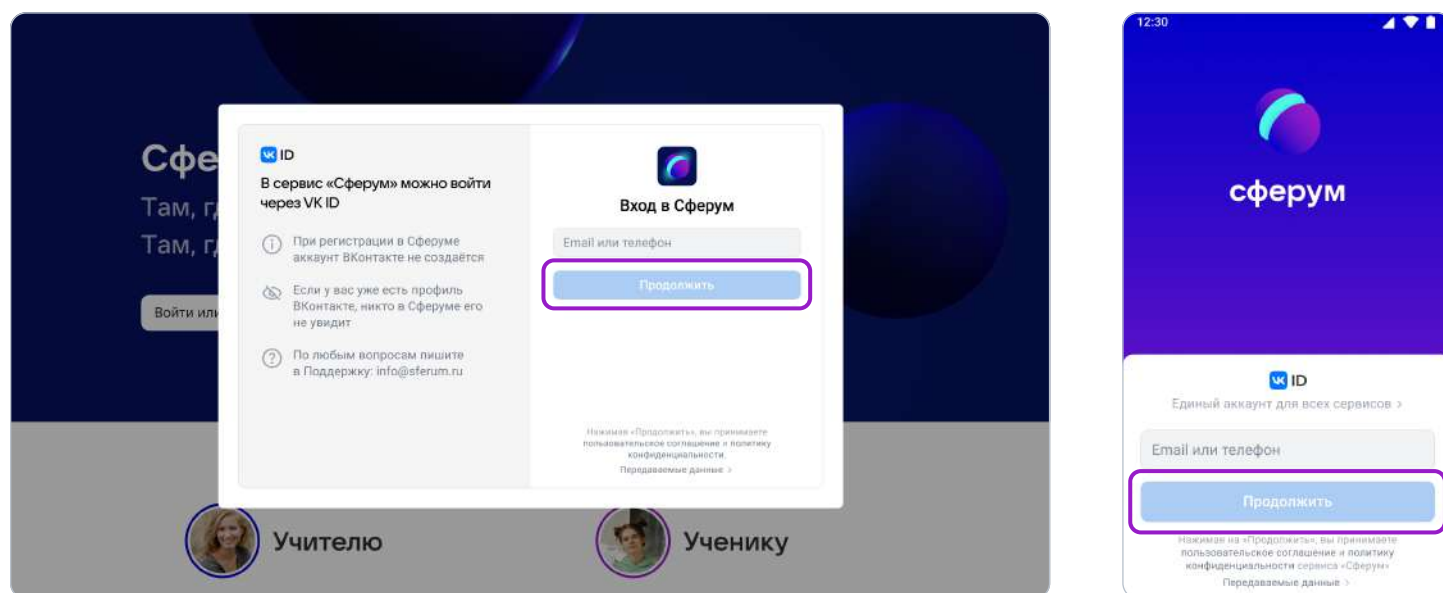 Сфе
Там, г
Там, г
Войти или
VK ID
В сервис «Сферум» можно войти
через VK ID
При регистрации в Сферуме
аккаунт ВКонтакте не создаётся
Если у вас уже есть профиль
ВКонтакте, никто в Сферуме его
не увидит
По любым вопросам пишите
в Поддержку: info@sferum.ru
Вход в Сферум
Email или телефон
Продолжить
Нажимая «Продолжить», вы принимаете
пользовательское соглашение и политику
конфиденциальности.
Передаваемые данные >
Учителю
Ученику
12:30
сферум
VK ID
Единый аккаунт для всех сервисов >
Email или телефон
Продолжить
Нажимая на «Продолжить», вы принимаете
пользовательское соглашение и политику
конфиденциальности сервиса «Сферум»
Передаваемые данные >